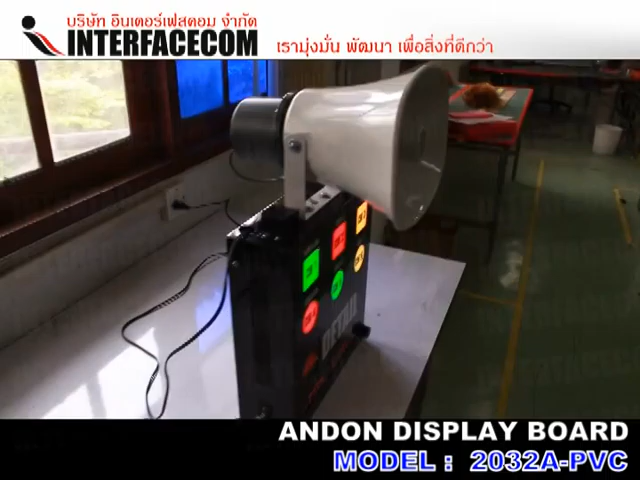 บริษัท อินเตอร์เฟสคอม จำกัด
INTERFACECOM
เรามุ่งมั่น พัฒนา เพื่อสิ่งที่ดีกว่า
DETAIL
ANDON DISPLAY BOARD
MODEL : 2032A-PVC